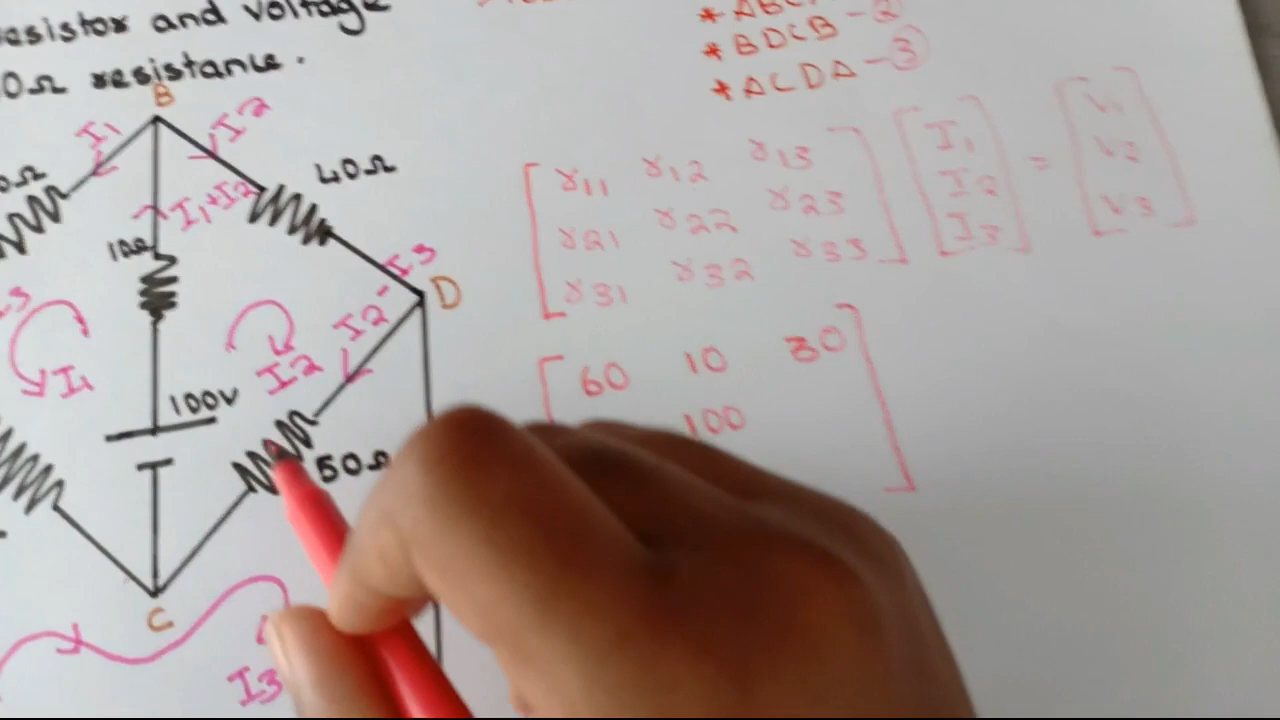 resistor and voltage
0Ω resistance.
*BDCB-2
*ACDA-3
B
I1
I2
0Ω
40Ω
I1+I2
10Ω
I2-I3
D
I1
I2
100V
50Ω
C
I3
r11 r12 r13
r21 r22 r23
r31 r32 r33
I1
I2
I3
=
V1
V2
V3
60 10 30
100